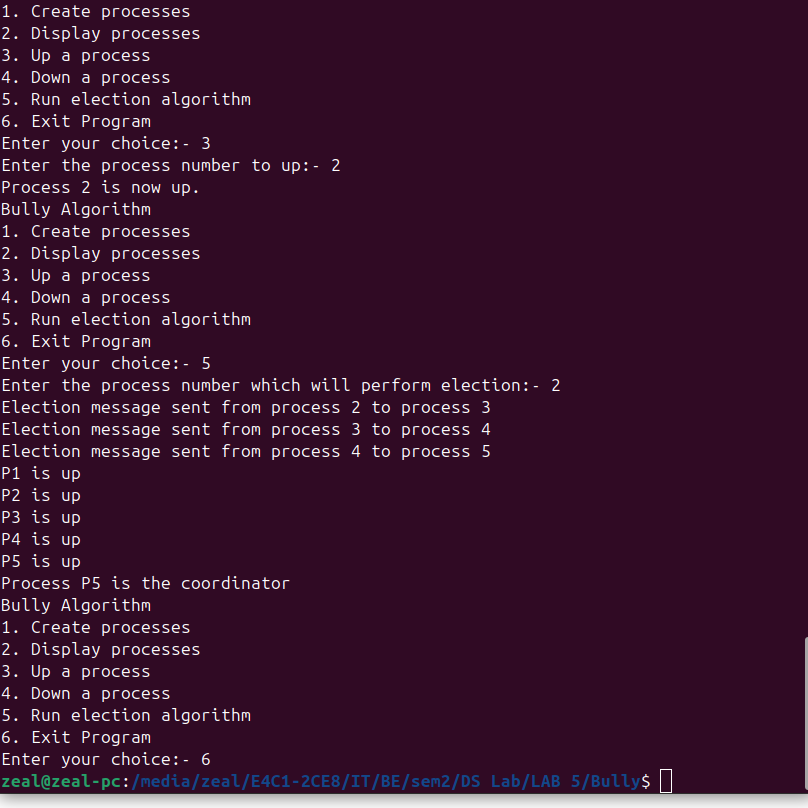 1. Create processes
2. Display processes
3. Up a process
4. Down a process
5. Run election algorithm
6. Exit Program
Enter your choice:- 3
Enter the process number to up:- 2
Process 2 is now up.
Bully Algorithm
1. Create processes
2. Display processes
3. Up a process
4. Down a process
5. Run election algorithm
6. Exit Program
Enter your choice:- 5
Enter the process number which will perform election:- 2
Election message sent from process 2 to process 3
Election message sent from process 3 to process 4
Election message sent from process 4 to process 5
P1 is up
P2 is up
P3 is up
P4 is up
P5 is up
Process P5 is the coordinator
Bully Algorithm
1. Create processes
2. Display processes
3. Up a process
4. Down a process
5. Run election algorithm
6. Exit Program
Enter your choice:- 6
zeal@zeal-pc:/media/zeal/E4C1-2CE8/IT/BE/sem2/DS Lab/LAB 5/Bully$